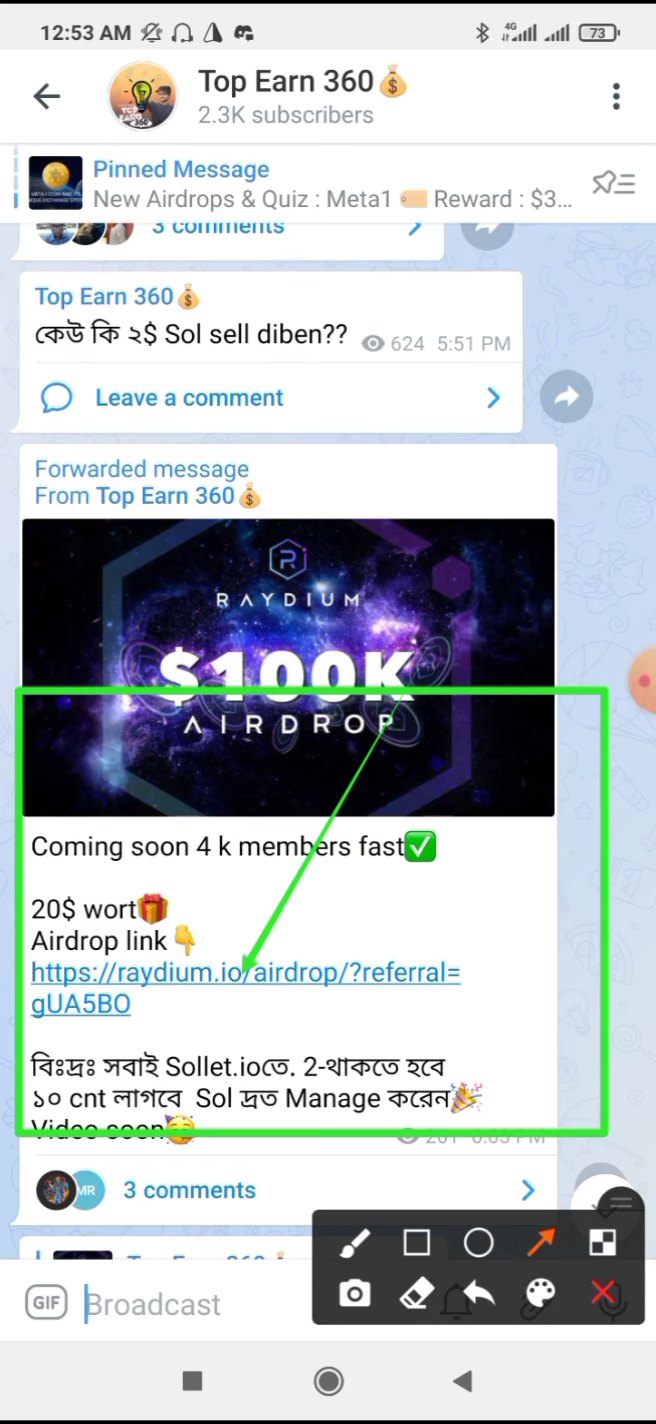 12:53 AM
4G
73
Top Earn 360💰
2.3K subscribers
Pinned Message
New Airdrops & Quiz : Meta1 🏷️ Reward : $3...
3 comments
Top Earn 360💰
কেউ কি ২$ Sol sell diben??
624 5:51 PM
Leave a comment
Forwarded message
From Top Earn 360💰
RAYDIUM
$100K
AIRDROP
Coming soon 4 k members fast✅
20$ wort🎁
Airdrop link👇
https://raydium.io/airdrop/?referral=
gUA5BO
বিঃদ্রঃ সবাই Sollet.ioতে. 2-থাকতে হবে
১০ cnt লাগবে Sol দ্রত Manage করেন🎉
Video soon🥳
MR
3 comments
GIF
Broadcast